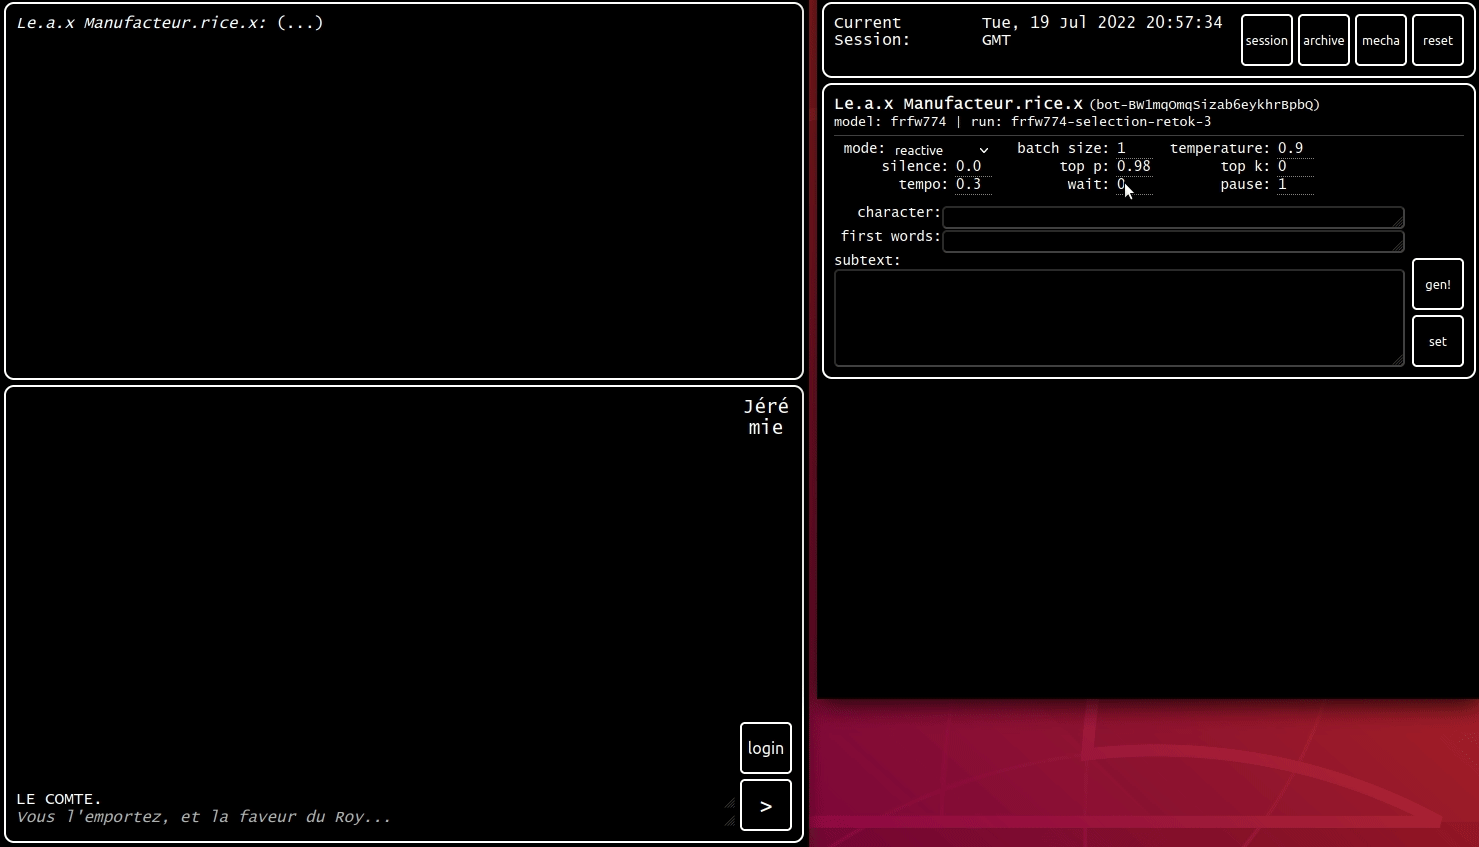 Le.a.x Manufacteur.rice.x: (...)
Jéré
mie
login
LE COMTE.
Vous l'emportez, et la faveur du Roy...
>
Current Session: Tue, 19 Jul 2022 20:57:34 GMT
session archive mecha reset
Le.a.x Manufacteur.rice.x (bot-BW1mqOmqSizab6eykhrBpbQ)
model: frfw774 | run: frfw774-selection-retok-3
mode: reactive batch size: 1 temperature: 0.9
silence: 0.0 top p: 0.98 top k: 0
tempo: 0.3 wait: 0 pause: 1
character:
first words:
subtext:
gen!
set